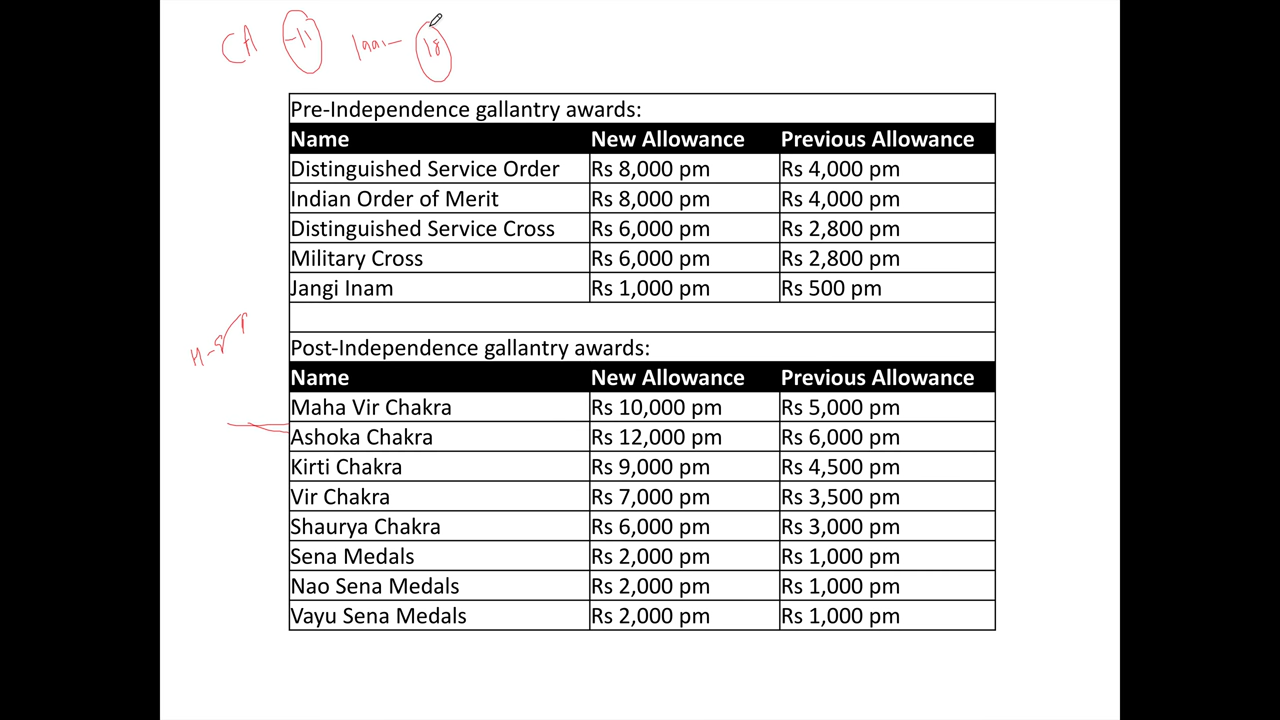 CA -11 18
Pre-Independence gallantry awards:
Name New Allowance Previous Allowance
Distinguished Service Order Rs 8,000 pm Rs 4,000 pm
Indian Order of Merit Rs 8,000 pm Rs 4,000 pm
Distinguished Service Cross Rs 6,000 pm Rs 2,800 pm
Military Cross Rs 6,000 pm Rs 2,800 pm
Jangi Inam Rs 1,000 pm Rs 500 pm
Post-Independence gallantry awards:
Name New Allowance Previous Allowance
Maha Vir Chakra Rs 10,000 pm Rs 5,000 pm
Ashoka Chakra Rs 12,000 pm Rs 6,000 pm
Kirti Chakra Rs 9,000 pm Rs 4,500 pm
Vir Chakra Rs 7,000 pm Rs 3,500 pm
Shaurya Chakra Rs 6,000 pm Rs 3,000 pm
Sena Medals Rs 2,000 pm Rs 1,000 pm
Nao Sena Medals Rs 2,000 pm Rs 1,000 pm
Vayu Sena Medals Rs 2,000 pm Rs 1,000 pm